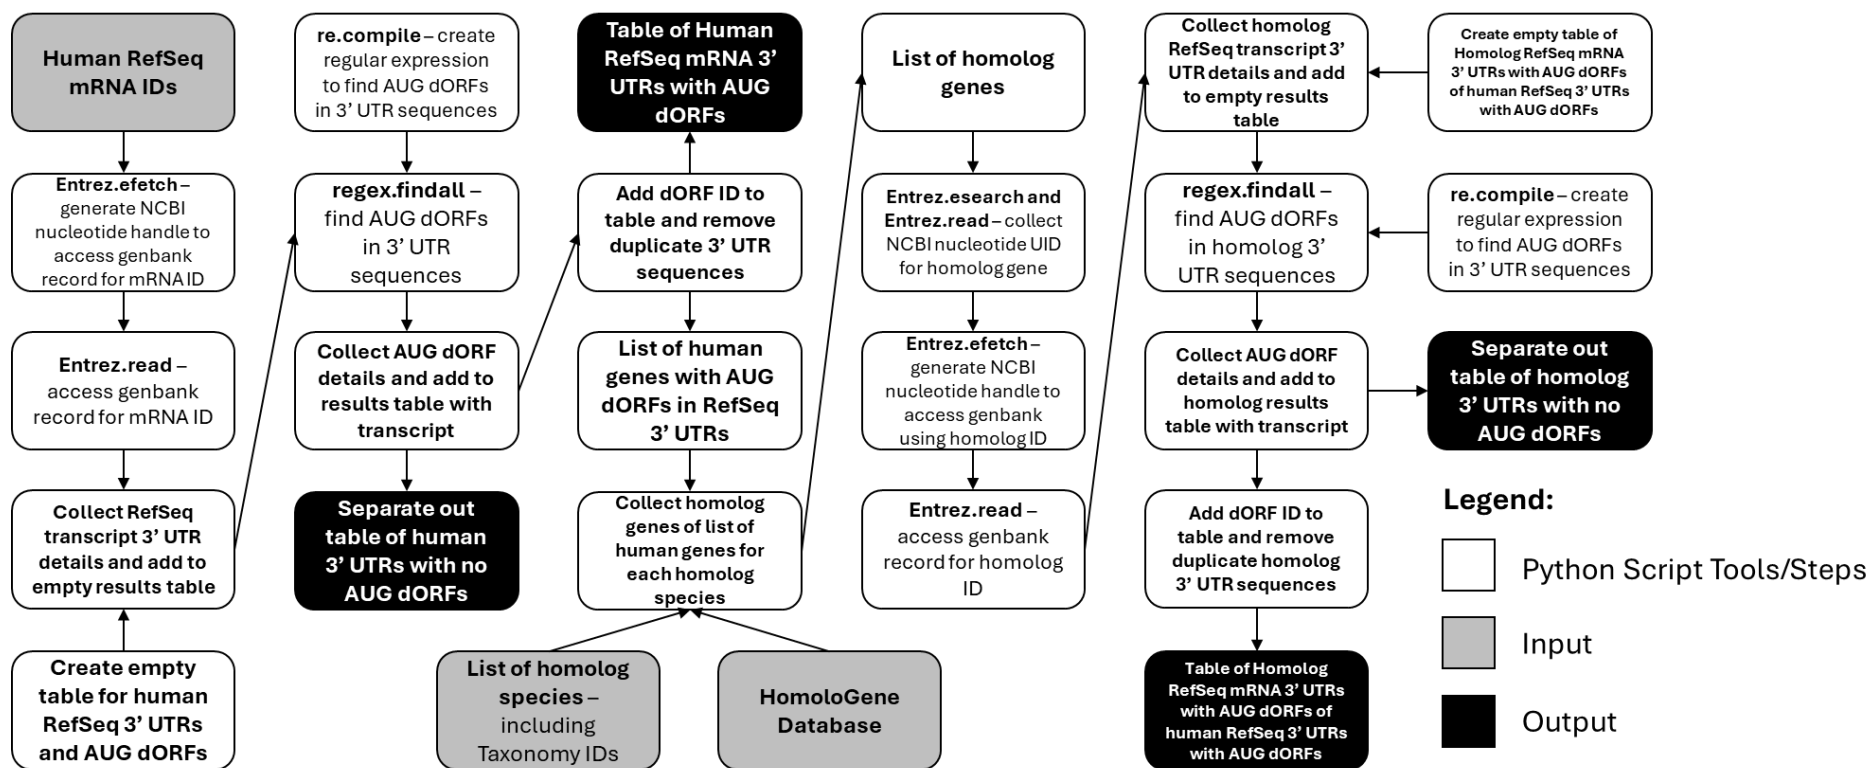 Human RefSeq
mRNA IDs
Entrez.efetch –
generate NCBI
nucleotide handle to
access genbank
record for mRNA ID
Entrez.read –
access genbank
record for mRNA ID
Collect RefSeq
transcript 3’ UTR
details and add to
empty results table
Create empty
table for human
RefSeq 3’ UTRs
and AUG dORFs
re.compile – create
regular expression
to find AUG dORFs
in 3’ UTR sequences
regex.findall –
find AUG dORFs
in 3’ UTR
sequences
Collect AUG dORF
details and add to
results table with
transcript
Separate out
table of human
3’ UTRs with no
AUG dORFs
Table of Human
RefSeq mRNA 3’
UTRs with AUG
dORFs
Add dORF ID to
table and remove
duplicate 3’ UTR
sequences
List of human
genes with AUG
dORFs in RefSeq
3’ UTRs
Collect homolog
genes of list of
human genes for
each homolog
species
List of homolog
species –
including
Taxonomy IDs
HomoloGene
Database
List of homolog
genes
Entrez.esearch and
Entrez.read – collect
NCBI nucleotide UID
for homolog gene
Entrez.efetch –
generate NCBI
nucleotide handle to
access genbank
using homolog ID
Entrez.read –
access genbank
record for homolog
ID
Collect homolog
RefSeq transcript 3’
UTR details and add
to empty results
table
regex.findall –
find AUG dORFs
in homolog 3’
UTR sequences
Collect AUG dORF
details and add to
homolog results
table with transcript
Add dORF ID to
table and remove
duplicate homolog
3’ UTR sequences
Table of Homolog
RefSeq mRNA 3’ UTRs
with AUG dORFs of
human RefSeq 3’ UTRs
with AUG dORFs
Create empty table of
Homolog RefSeq mRNA
3’ UTRs with AUG dORFs
of human RefSeq 3’ UTRs
with AUG dORFs
re.compile – create
regular expression
to find AUG dORFs
in 3’ UTR sequences
Separate out
table of homolog
3’ UTRs with no
AUG dORFs
Legend:
Python Script Tools/Steps
Input
Output